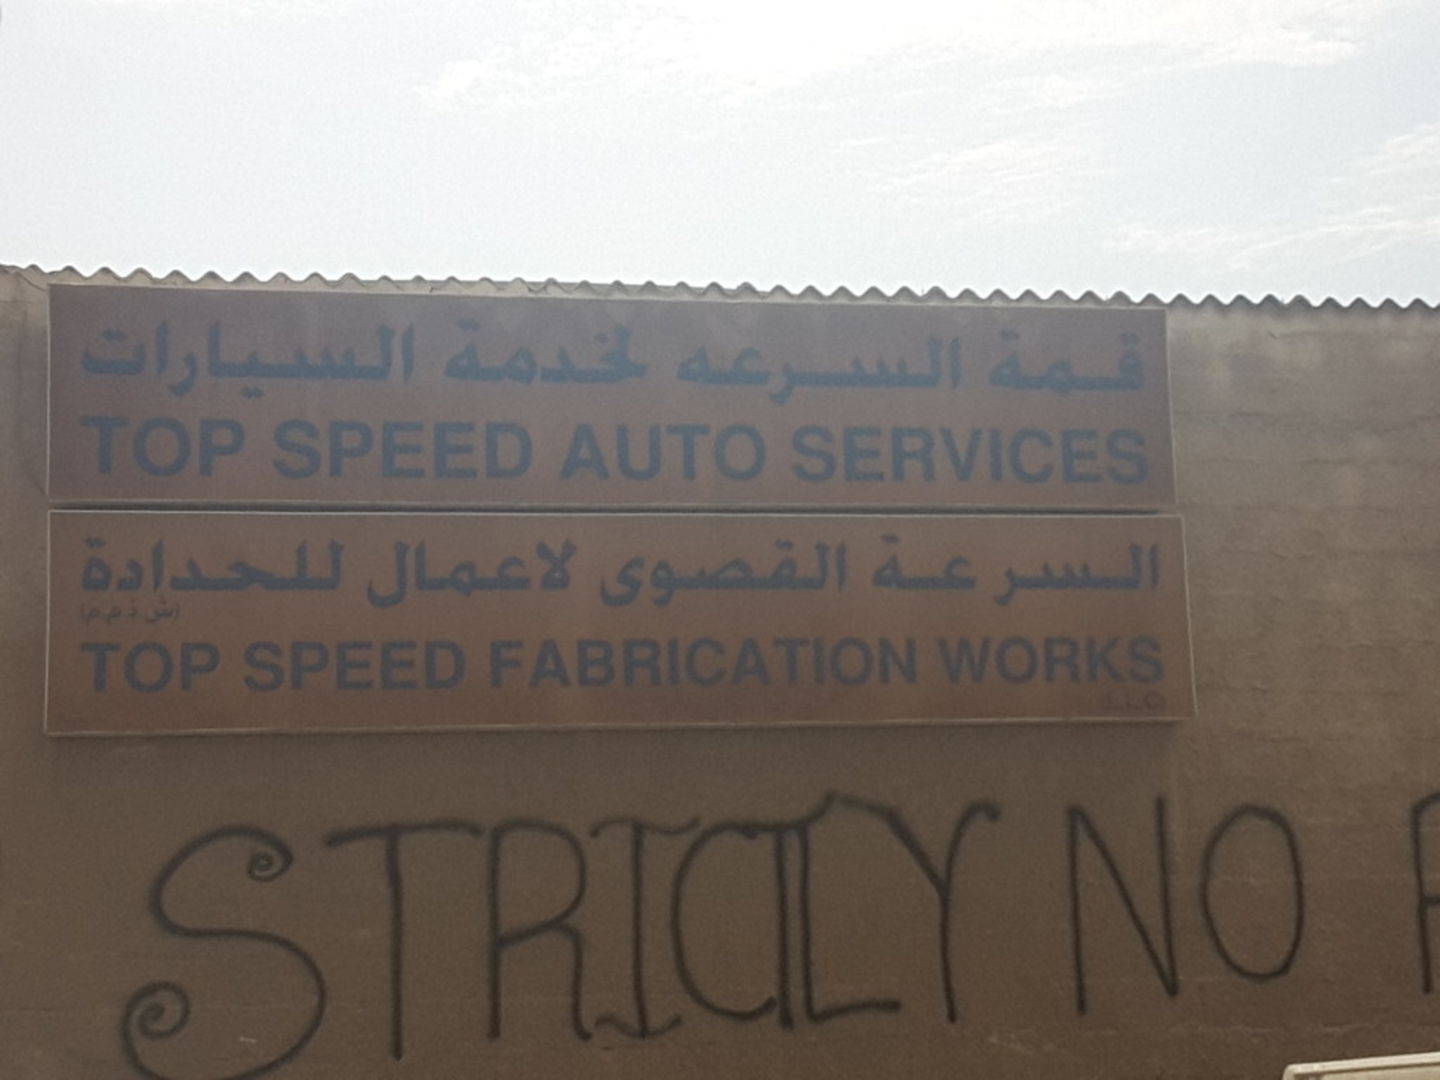 قمة السرعه لخدمة السيارات
TOP SPEED AUTO SERVICES
السرعة القصوى لاعمال للحدادة
(ش.ذ.م.م)
TOP SPEED FABRICATION WORKS
(L.L.C)
STRICTLY NO